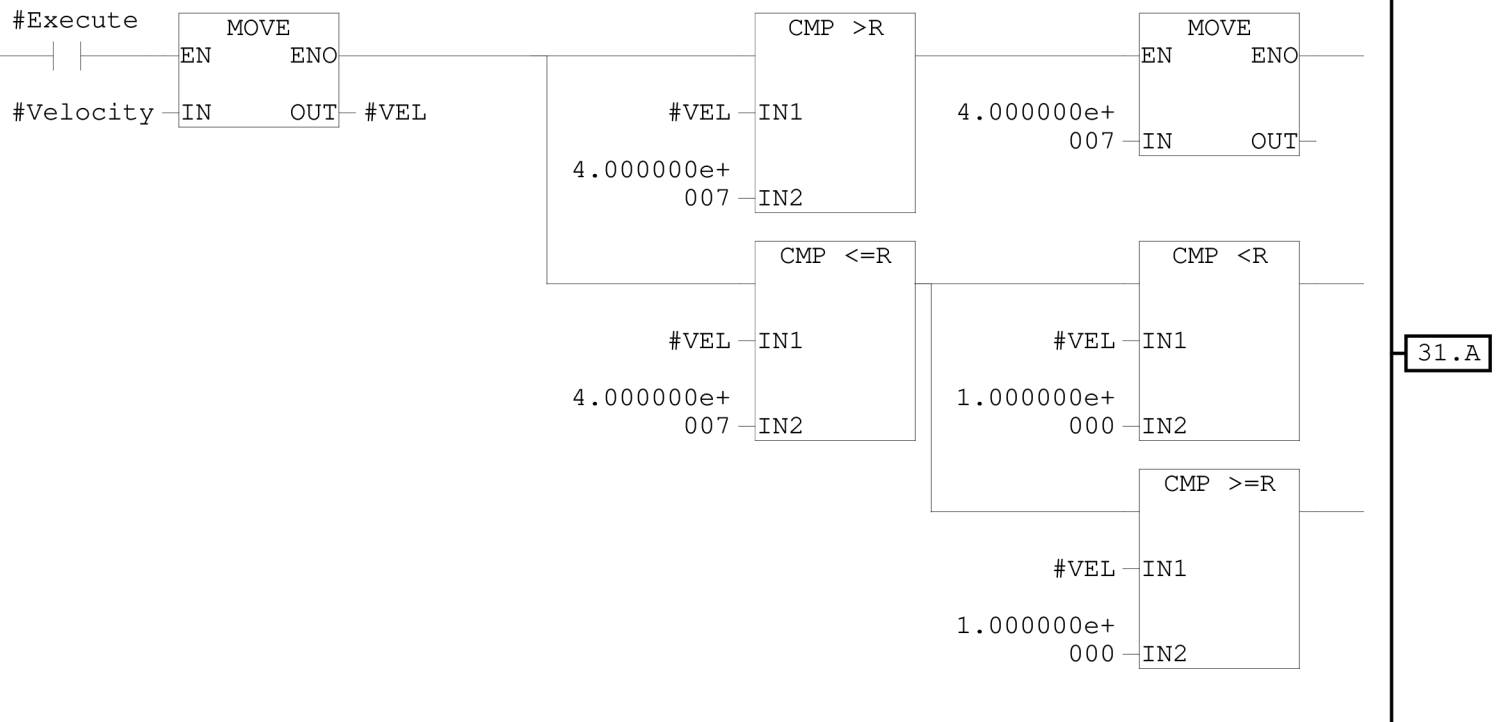 #Execute
MOVE
CMP >R
MOVE
EN ENO
EN ENO
#Velocity IN OUT #VEL
#VEL IN1
4.000000e+
007 IN OUT
4.000000e+
007 IN2
CMP <=R
CMP <R
#VEL IN1
#VEL IN1
31.A
4.000000e+
007 IN2
1.000000e+
000 IN2
CMP >=R
#VEL IN1
1.000000e+
000 IN2